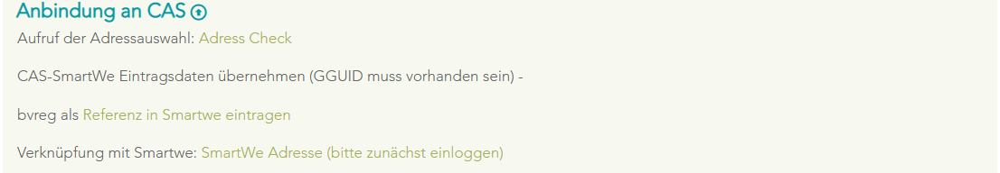 Anbindung an CAS
Aufruf der Adressauswahl: Adress Check
CAS-SmartWe Eintragsdaten übernehmen (GGUID muss vorhanden sein) -
bvreg als Referenz in Smartwe eintragen
Verknüpfung mit Smartwe: SmartWe Adresse (bitte zunächst einloggen)